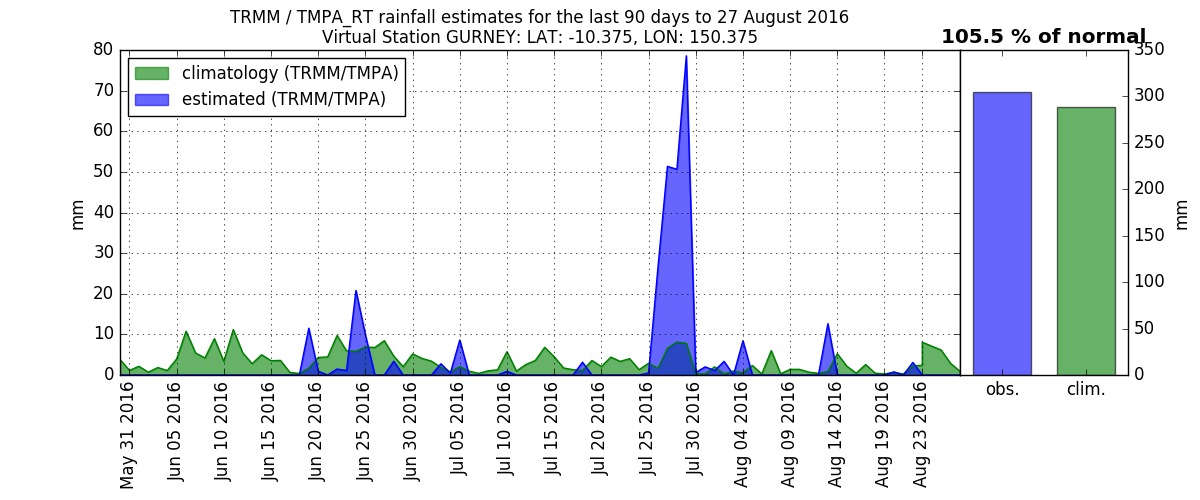 TRMM / TMPA_RT rainfall estimates for the last 90 days to 27 August 2016
Virtual Station GURNEY: LAT: -10.375, LON: 150.375
105.5 % of normal
climatology (TRMM/TMPA)
estimated (TRMM/TMPA)
80
70
60
50
40
30
20
10
0
mm
May 31 2016
Jun 05 2016
Jun 10 2016
Jun 15 2016
Jun 20 2016
Jun 25 2016
Jun 30 2016
Jul 05 2016
Jul 10 2016
Jul 15 2016
Jul 20 2016
Jul 25 2016
Jul 30 2016
Aug 04 2016
Aug 09 2016
Aug 14 2016
Aug 19 2016
Aug 23 2016
350
300
250
200
150
100
50
0
mm
obs.
clim.